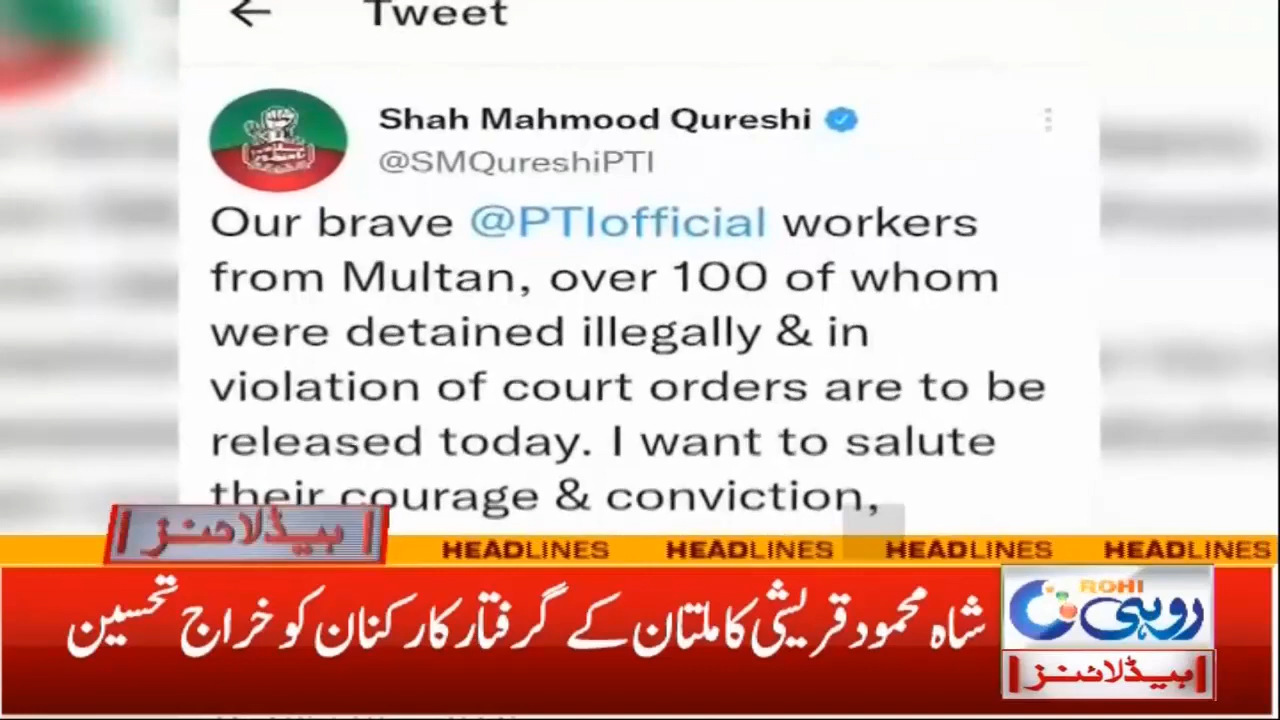 Tweet
Shah Mahmood Qureshi
@SMQureshiPTI
Our brave @PTIofficial workers
from Multan, over 100 of whom
were detained illegally & in
violation of court orders are to be
released today. I want to salute
their courage & conviction,
ہیڈلائنز
HEADLINES HEADLINES HEADLINES HEADLINES
شاہ محمود قریشی کا ملتان کے گرفتار کارکنان کو خراج تحسین
ROHI
روہی
ہیڈلائنز